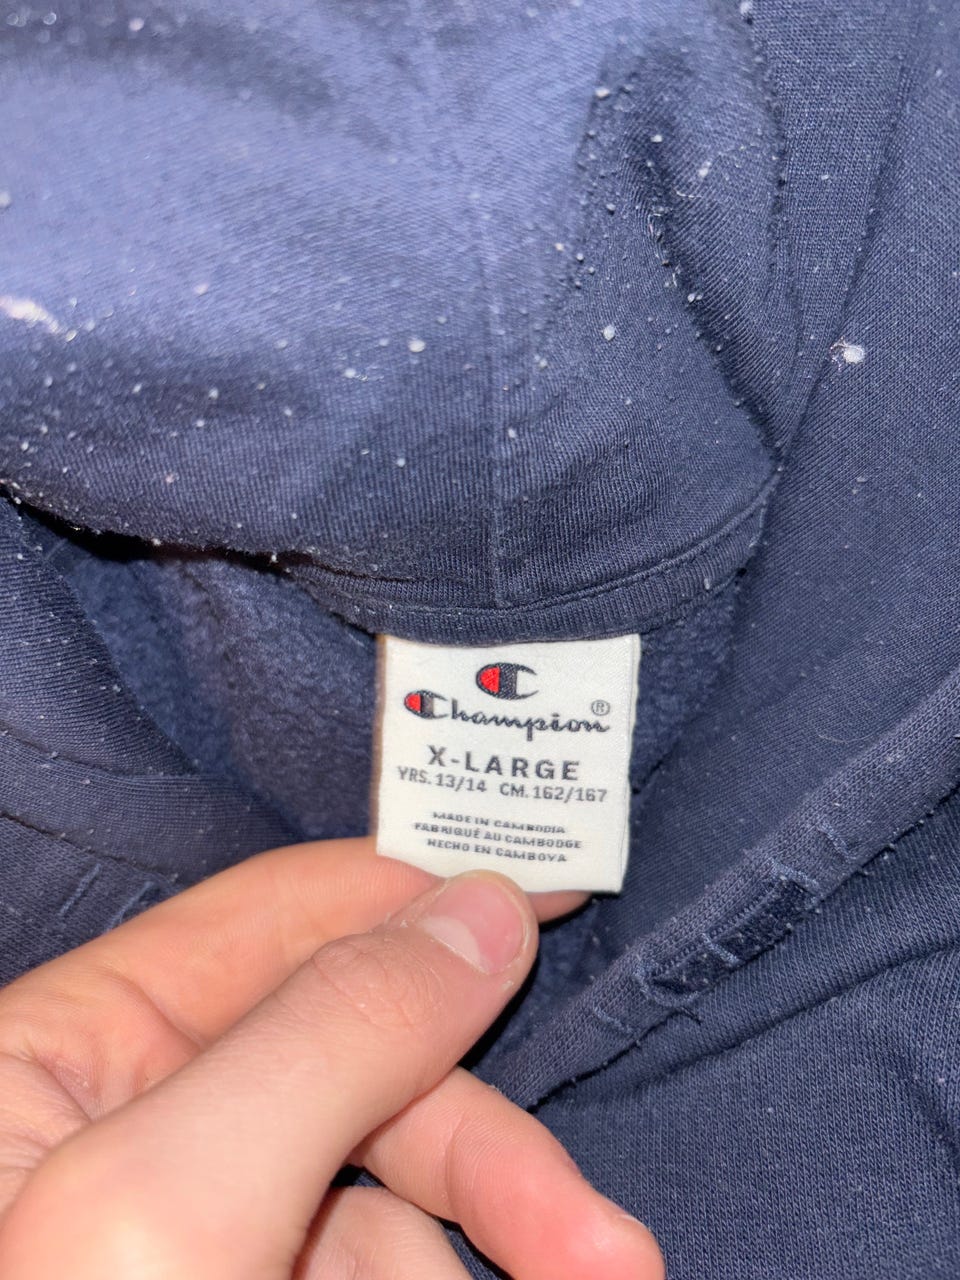 Champion®
X-LARGE
YRS. 13/14 CM. 162/167
MADE IN CAMBODIA
FABRIQUÉ AU CAMBODGE
HECHO EN CAMBOYA